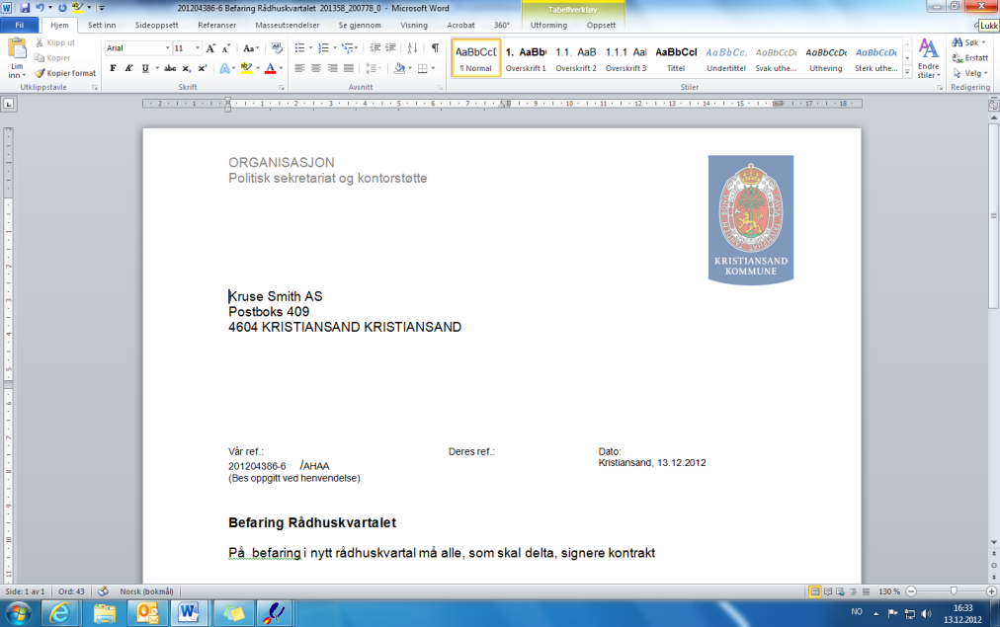 201204386-6 Befaring Rådhuskvartalet 201358_200778_0 - Microsoft Word
Tabellverktøy
Fil Hjem Sett inn Sideoppsett Referanser Masseutsendelser Se gjennom Visning Acrobat 360° Utforming Oppsett
Lukk
Lim inn
Klipp ut
Kopier
Kopier format
Utklippstavle
Arial 11
F K U abc x₂ x²
Skrift
Avsnitt
AaBbCcD 1. AaBb 1.1. AaB 1.1.1 Aal AaBbCcl AaBbCc. AaBbCcDc AaBbCcDc AaBbCcDc
¶ Normal Overskrift 1 Overskrift 2 Overskrift 3 Tittel Undertittel Svak uthe... Utheving Sterk uthe...
Endre stiler
Stiler
Søk
Erstatt
Velg
Redigering
ORGANISASJON
Politisk sekretariat og kontorstøtte
KRISTIANSAND
KOMMUNE
Kruse Smith AS
Postboks 409
4604 KRISTIANSAND KRISTIANSAND
Vår ref.: Deres ref.: Dato:
201204386-6 /AHAA Kristiansand, 13.12.2012
(Bes oppgitt ved henvendelse)
Befaring Rådhuskvartalet
På befaring i nytt rådhuskvartal må alle, som skal delta, signere kontrakt
Side: 1 av 1 Ord: 43 Norsk (bokmål) 130 %
NO 16:33
13.12.2012